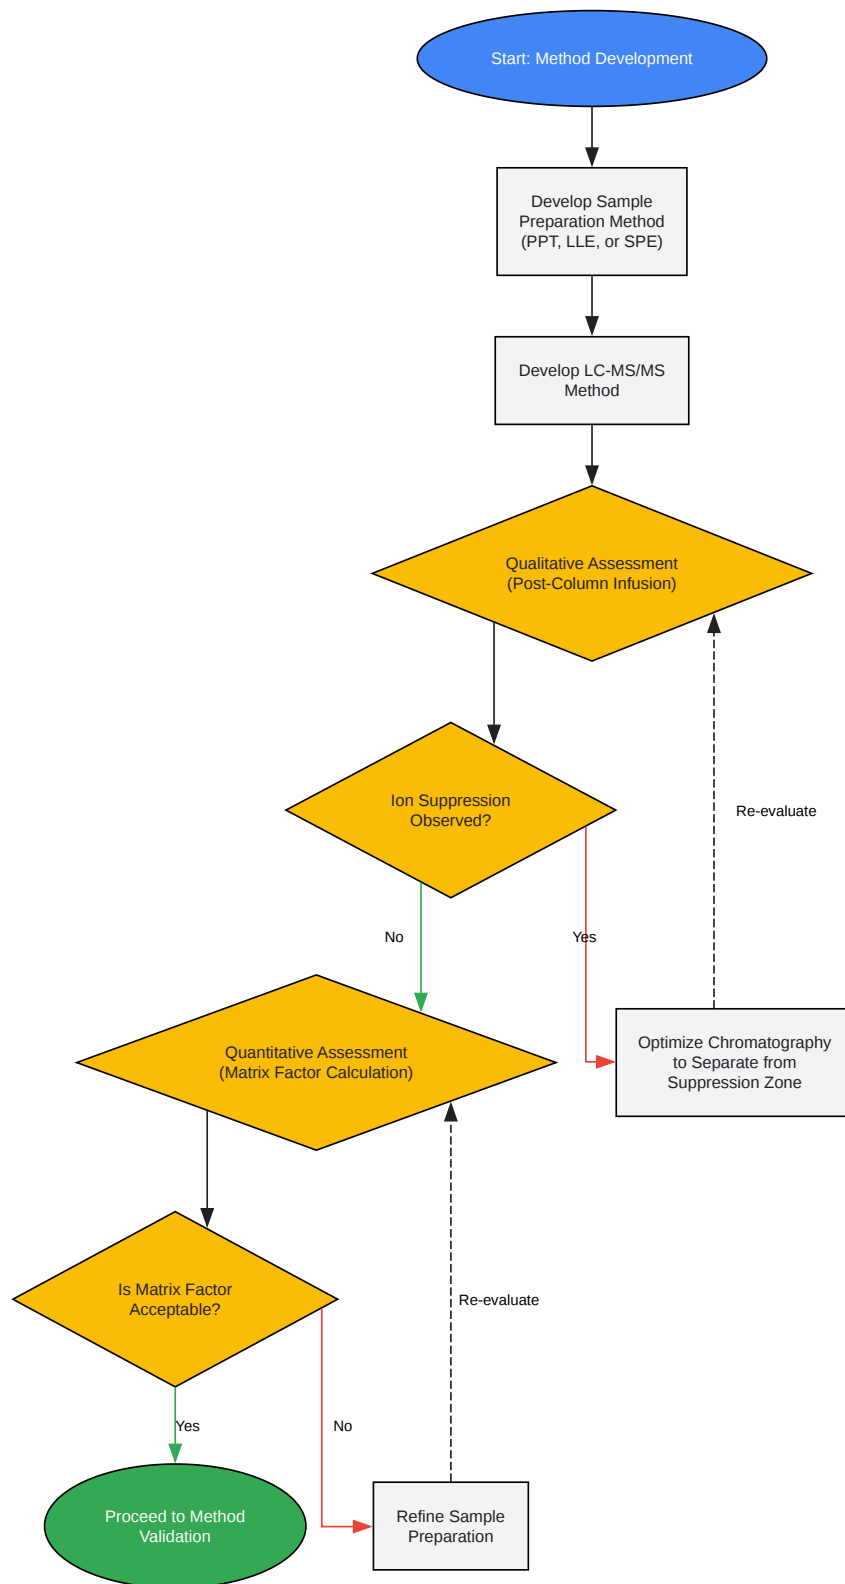 Start: Method Development
Develop Sample
Preparation Method
(PPT, LLE, or SPE)
Develop LC-MS/MS
Method
Qualitative Assessment
(Post-Column Infusion)
Ion Suppression
Observed?
Re-evaluate
No
Yes
Optimize Chromatography
to Separate from
Suppression Zone
Quantitative Assessment
(Matrix Factor Calculation)
Is Matrix Factor
Acceptable?
Re-evaluate
Yes
No
Proceed to Method
Validation
Refine Sample
Preparation